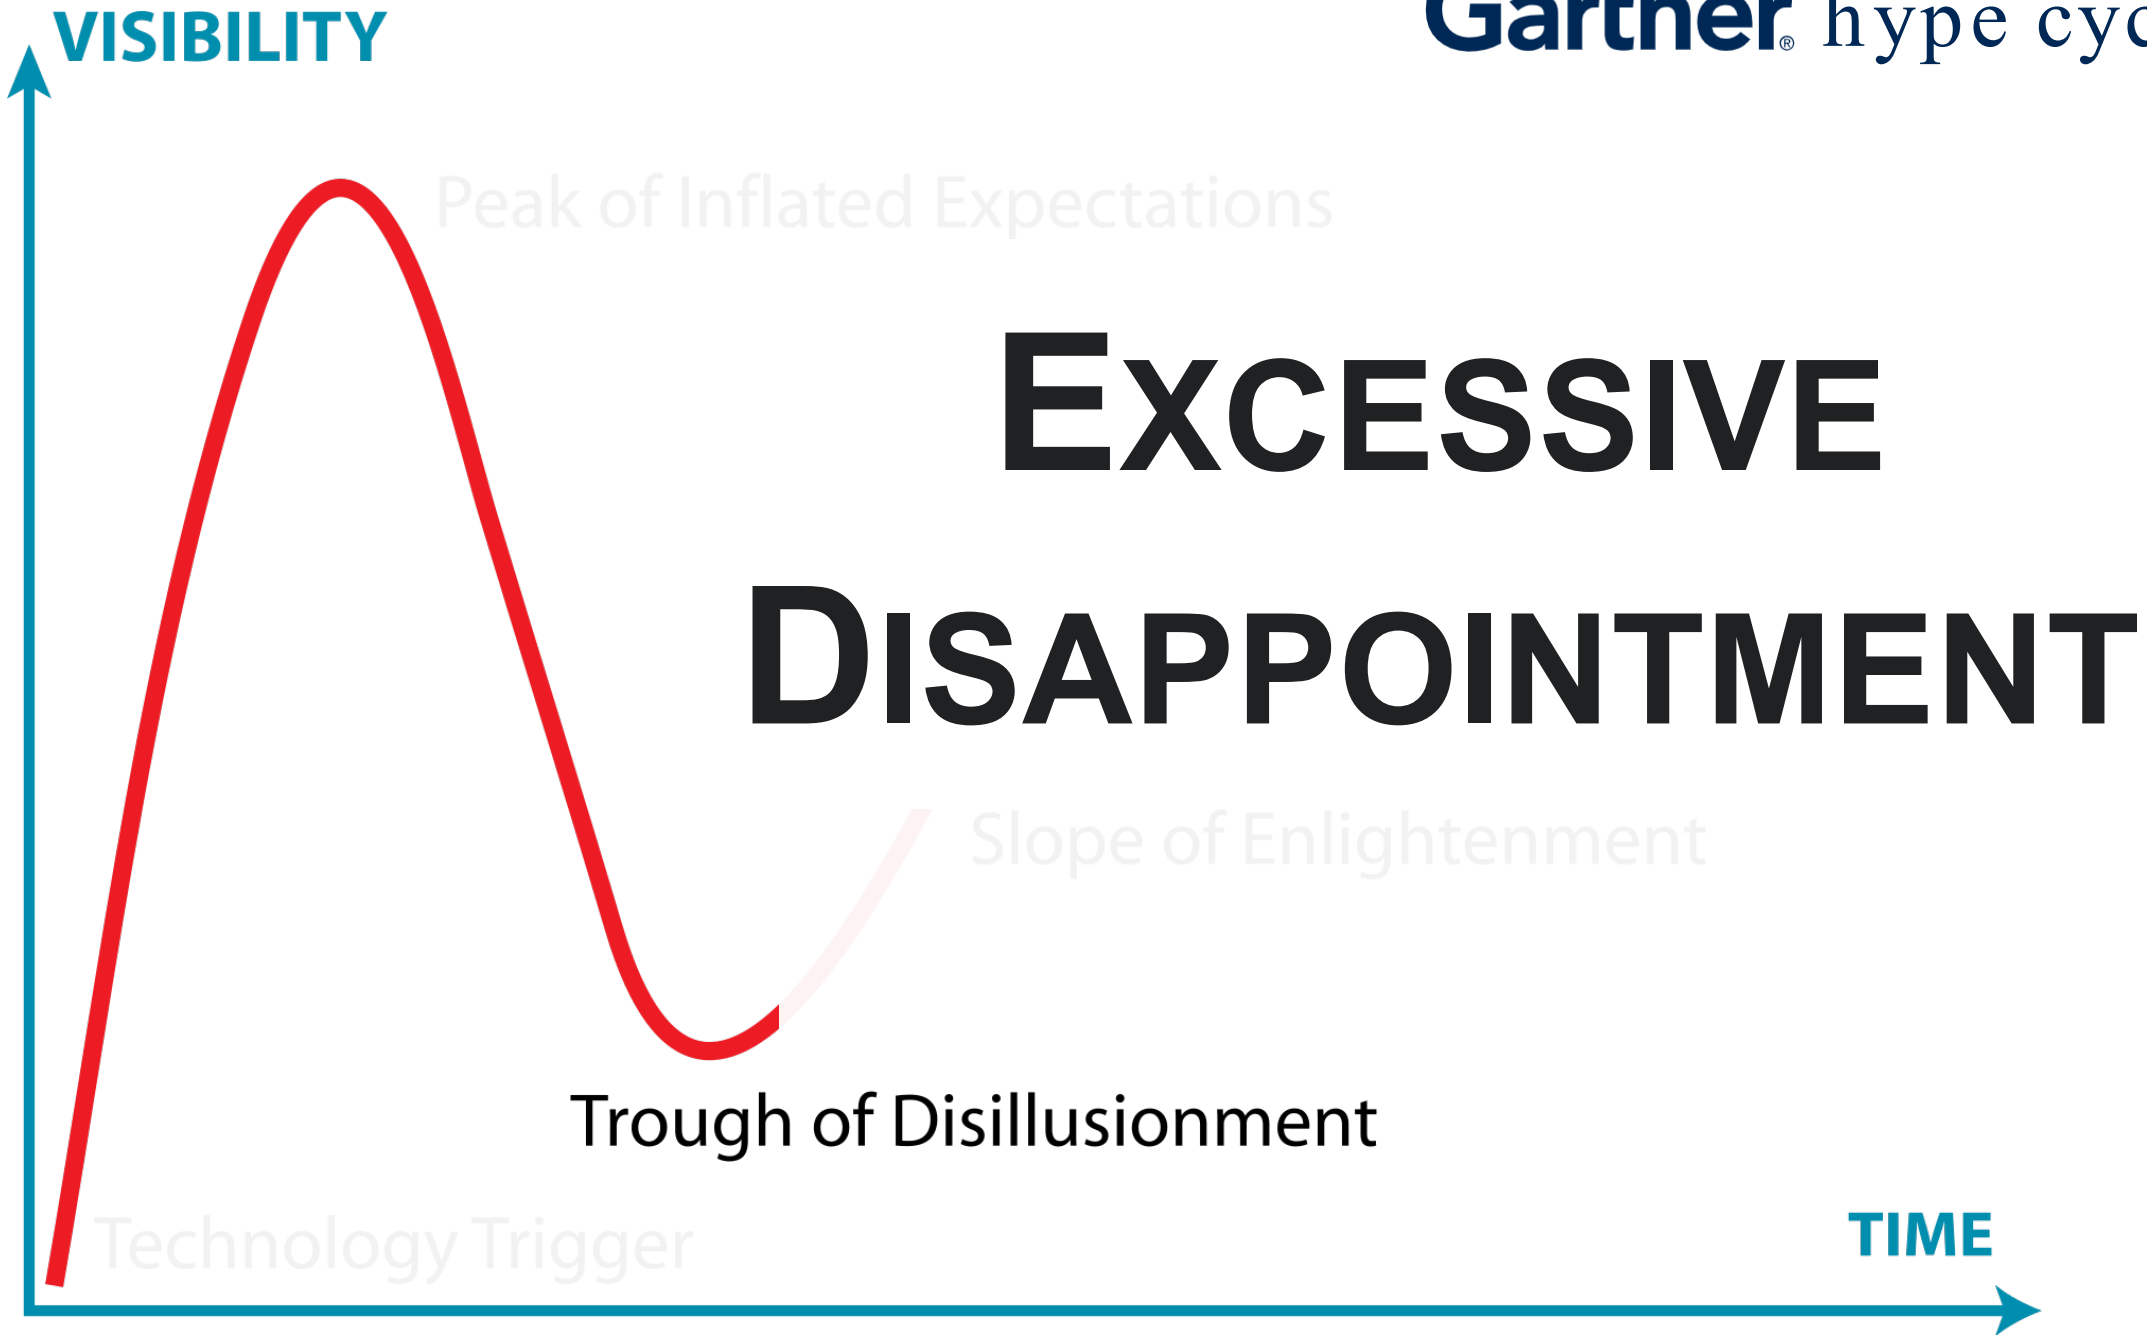 VISIBILITY
Gartner® hype cyc
Peak of Inflated Expectations
EXCESSIVE
DISAPPOINTMENT
Slope of Enlightenment
Trough of Disillusionment
Technology Trigger
TIME